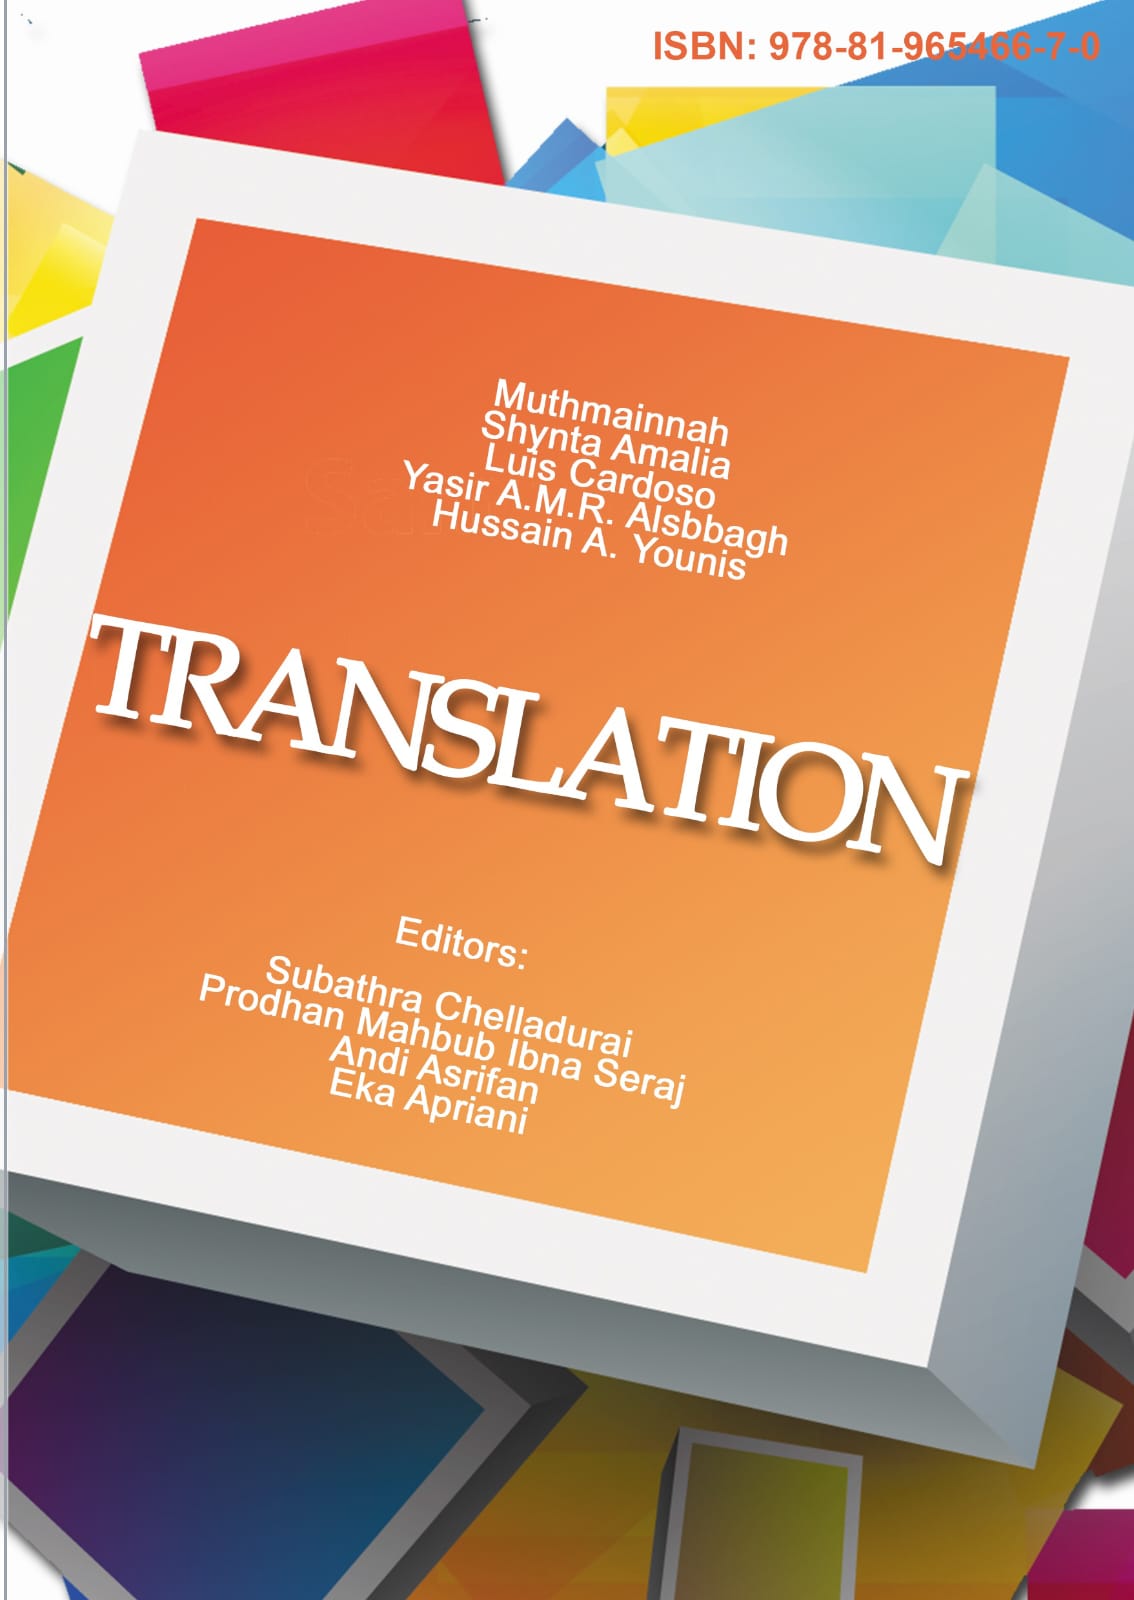 ISBN: 978-81-965466-7-0
Muthmainnah
Shynta Amalia
Luis Cardoso
Yasir A.M.R. Alsbbagh
Hussain A. Younis
TRANSLATION
Editors:
Subathra Chelladurai
Prodhan Mahbub Ibna Seraj
Andi Asrifan
Eka Apriani